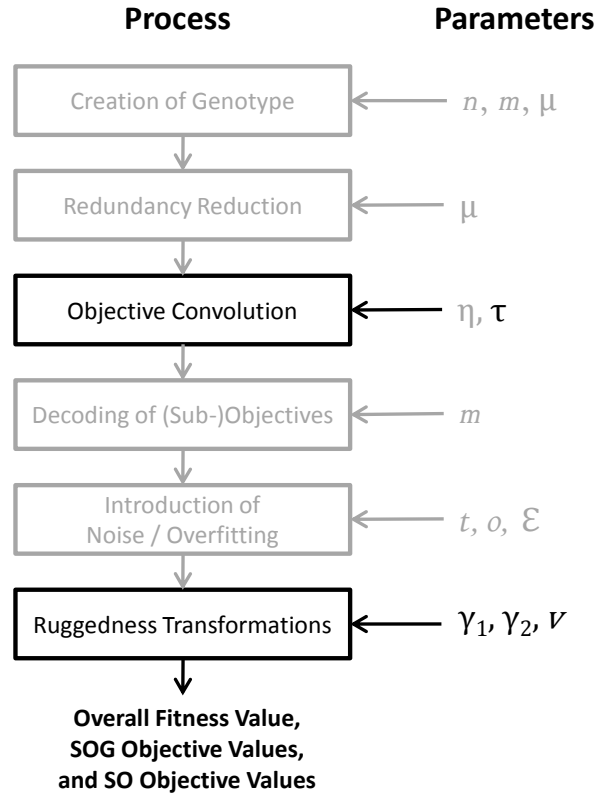 Process Parameters
Creation of Genotype n, m, μ
Redundancy Reduction μ
Objective Convolution η, τ
Decoding of (Sub-)Objectives m
Introduction of
Noise / Overfitting t, o, Ɛ
Ruggedness Transformations γ₁, γ₂, v
Overall Fitness Value,
SOG Objective Values,
and SO Objective Values